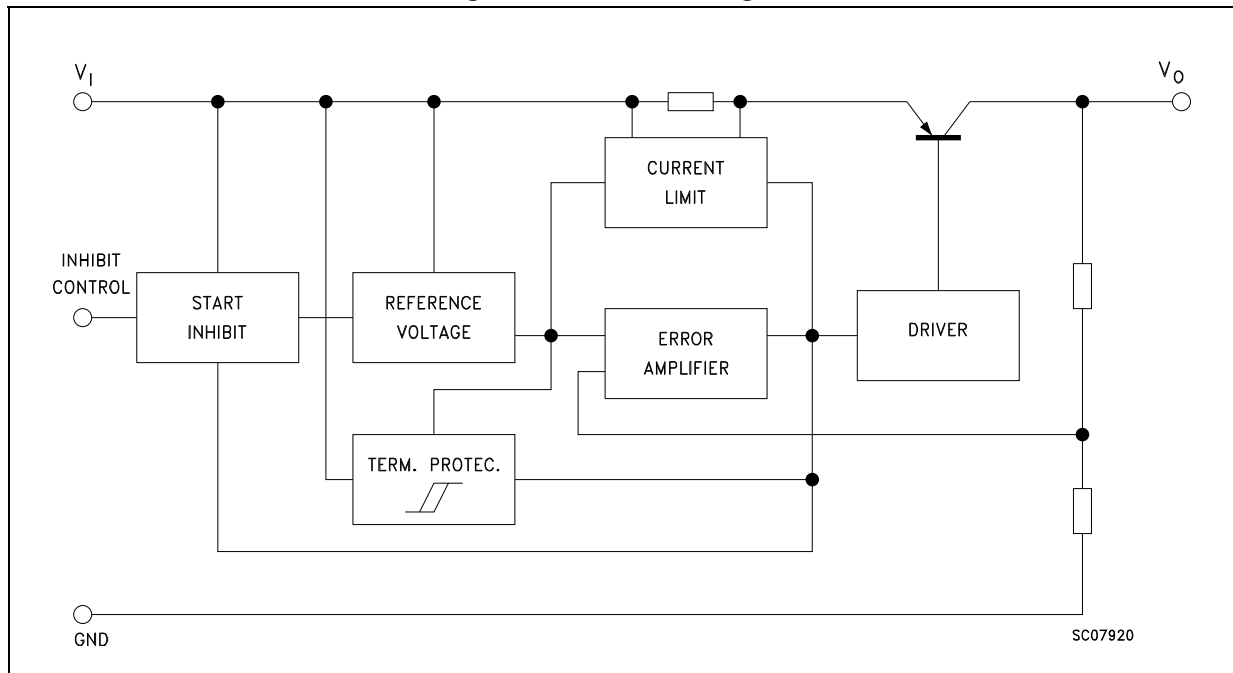 V_I
V_O
CURRENT
LIMIT
INHIBIT
CONTROL
START
INHIBIT
REFERENCE
VOLTAGE
ERROR
AMPLIFIER
DRIVER
TERM. PROTEC.
GND
SC07920